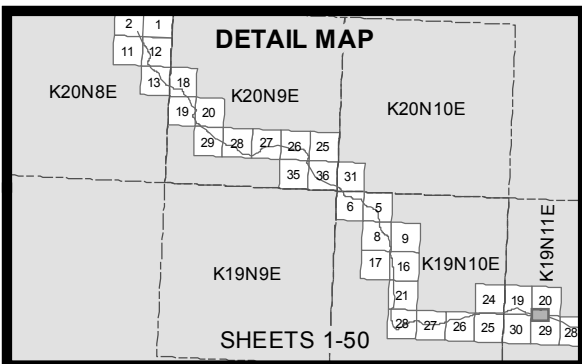 2 1
DETAIL MAP
11 12
K20N8E
13 18
K20N9E
K20N10E
19 20
29 28 27 26 25
35 36 31
6 5
8 9
K19N11E
17 16
K19N9E
K19N10E
21
24 19 20
28 27 26 25 30 29 28
SHEETS 1-50